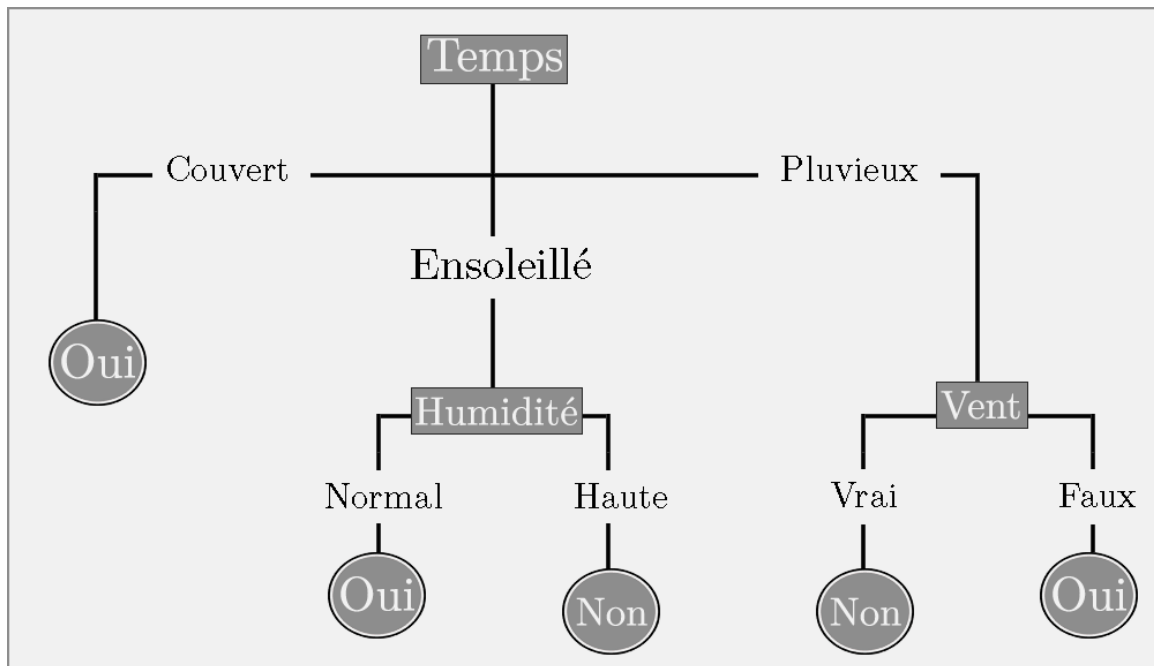 Temps
Couvert
Pluvieux
Ensoleillé
Oui
Humidité
Vent
Normal
Haute
Vrai
Faux
Oui
Non
Non
Oui